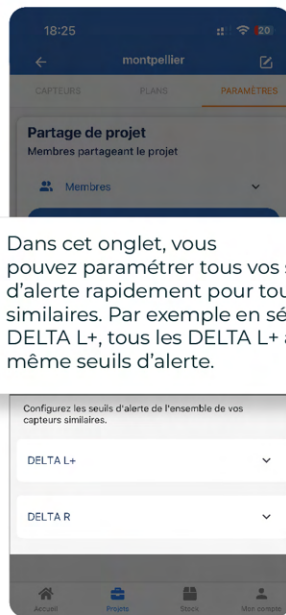 18:25
20
montpellier
CAPTEURS PLANS PARAMÈTRES
Partage de projet
Membres partageant le projet
Membres
Dans cet onglet, vous
pouvez paramétrer tous vos
d'alerte rapidement pour
similaires. Par exemple en
DELTA L+, tous les DELTA L+
même seuils d'alerte.
Configurez les seuils d'alerte de l'ensemble de vos
capteurs similaires.
DELTA L+
DELTA R
Accueil Projets Stock Mon compte